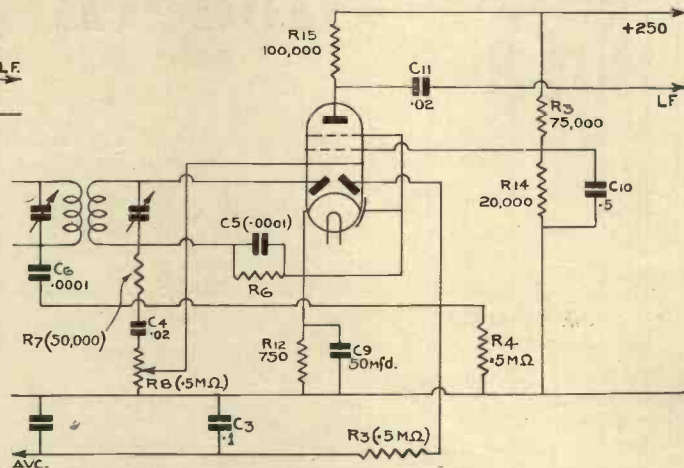 R15
100,000
+250
L.F.
C11
.02
LF
R3
75,000
R14
20,000
C10
.5
C5(.0001)
R6
C6
.0001
R7(50,000)
C4
.02
R8(.5MΩ)
R12
750
C9
50mfd.
R4
.5MΩ
C3
.1
R3(.5MΩ)
AVC.